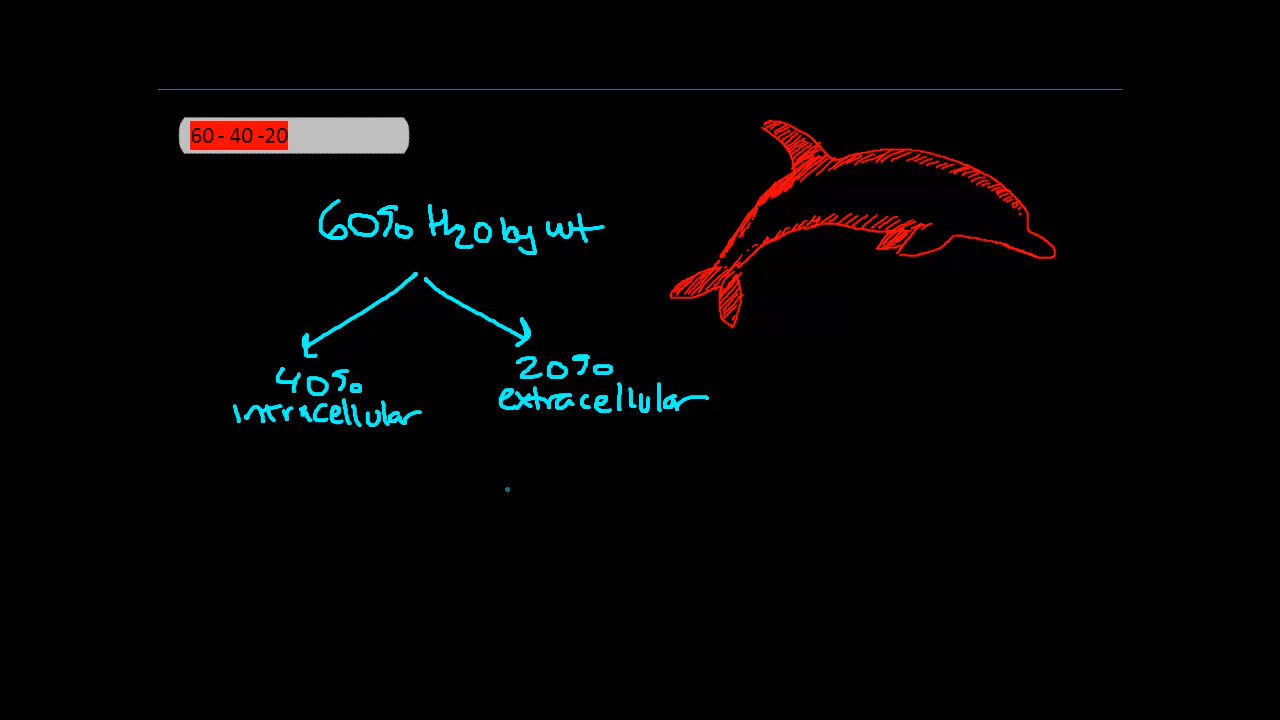 60 - 40 -20
60% H2O by wt
40%
intracellular
20%
extracellular